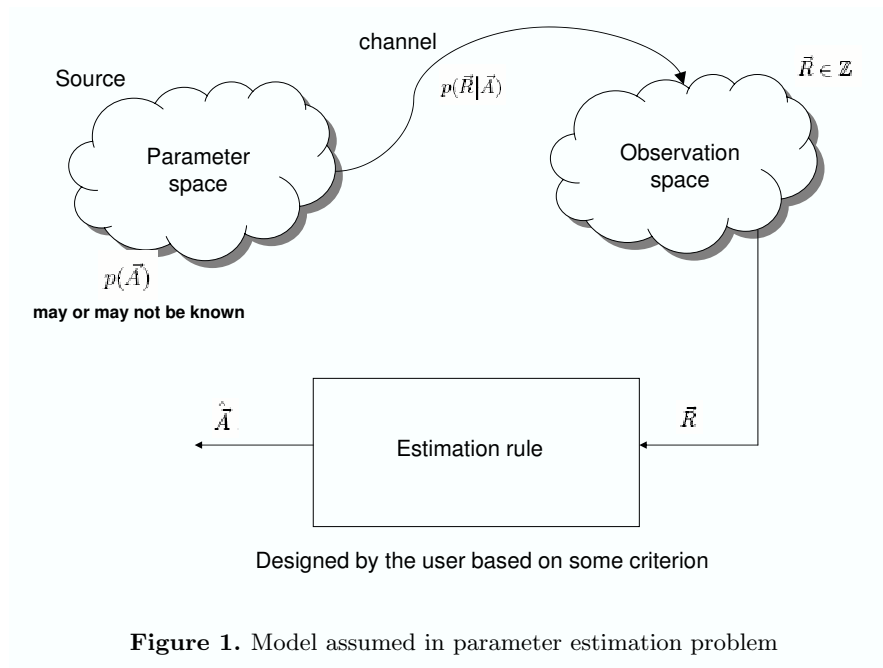 channel
Source
p(R⃗|A⃗)
R⃗ ∈ ℤ
Parameter
space
Observation
space
p(A⃗)
may or may not be known
Â⃗
Estimation rule
R⃗
Designed by the user based on some criterion
Figure 1. Model assumed in parameter estimation problem